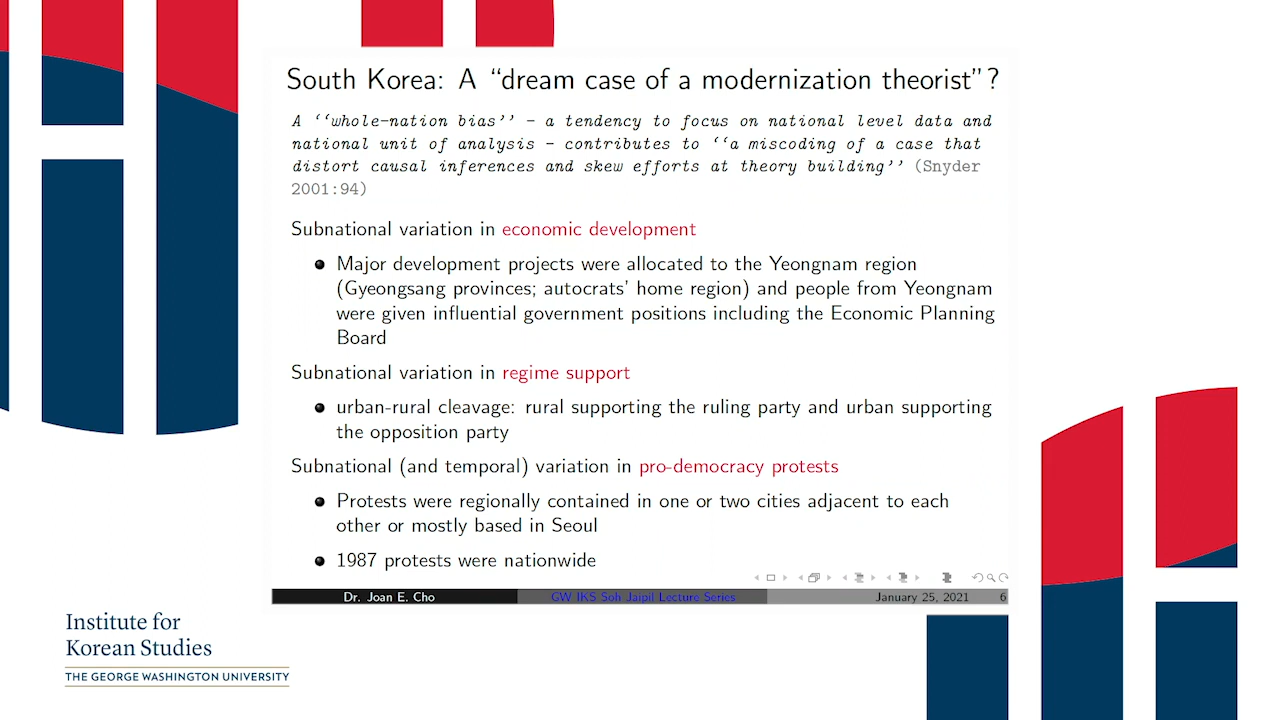 South Korea: A “dream case of a modernization theorist”?
A ‘‘whole-nation bias’’ – a tendency to focus on national level data and
national unit of analysis – contributes to ‘‘a miscoding of a case that
distort causal inferences and skew efforts at theory building’’ (Snyder
2001:94)
Subnational variation in economic development
Major development projects were allocated to the Yeongnam region
(Gyeongsang provinces; autocrats’ home region) and people from Yeongnam
were given influential government positions including the Economic Planning
Board
Subnational variation in regime support
urban-rural cleavage: rural supporting the ruling party and urban supporting
the opposition party
Subnational (and temporal) variation in pro-democracy protests
Protests were regionally contained in one or two cities adjacent to each
other or mostly based in Seoul
1987 protests were nationwide
Dr. Joan E. Cho GW IKS Soh Jaipil Lecture Series January 25, 2021 6
Institute for
Korean Studies
THE GEORGE WASHINGTON UNIVERSITY